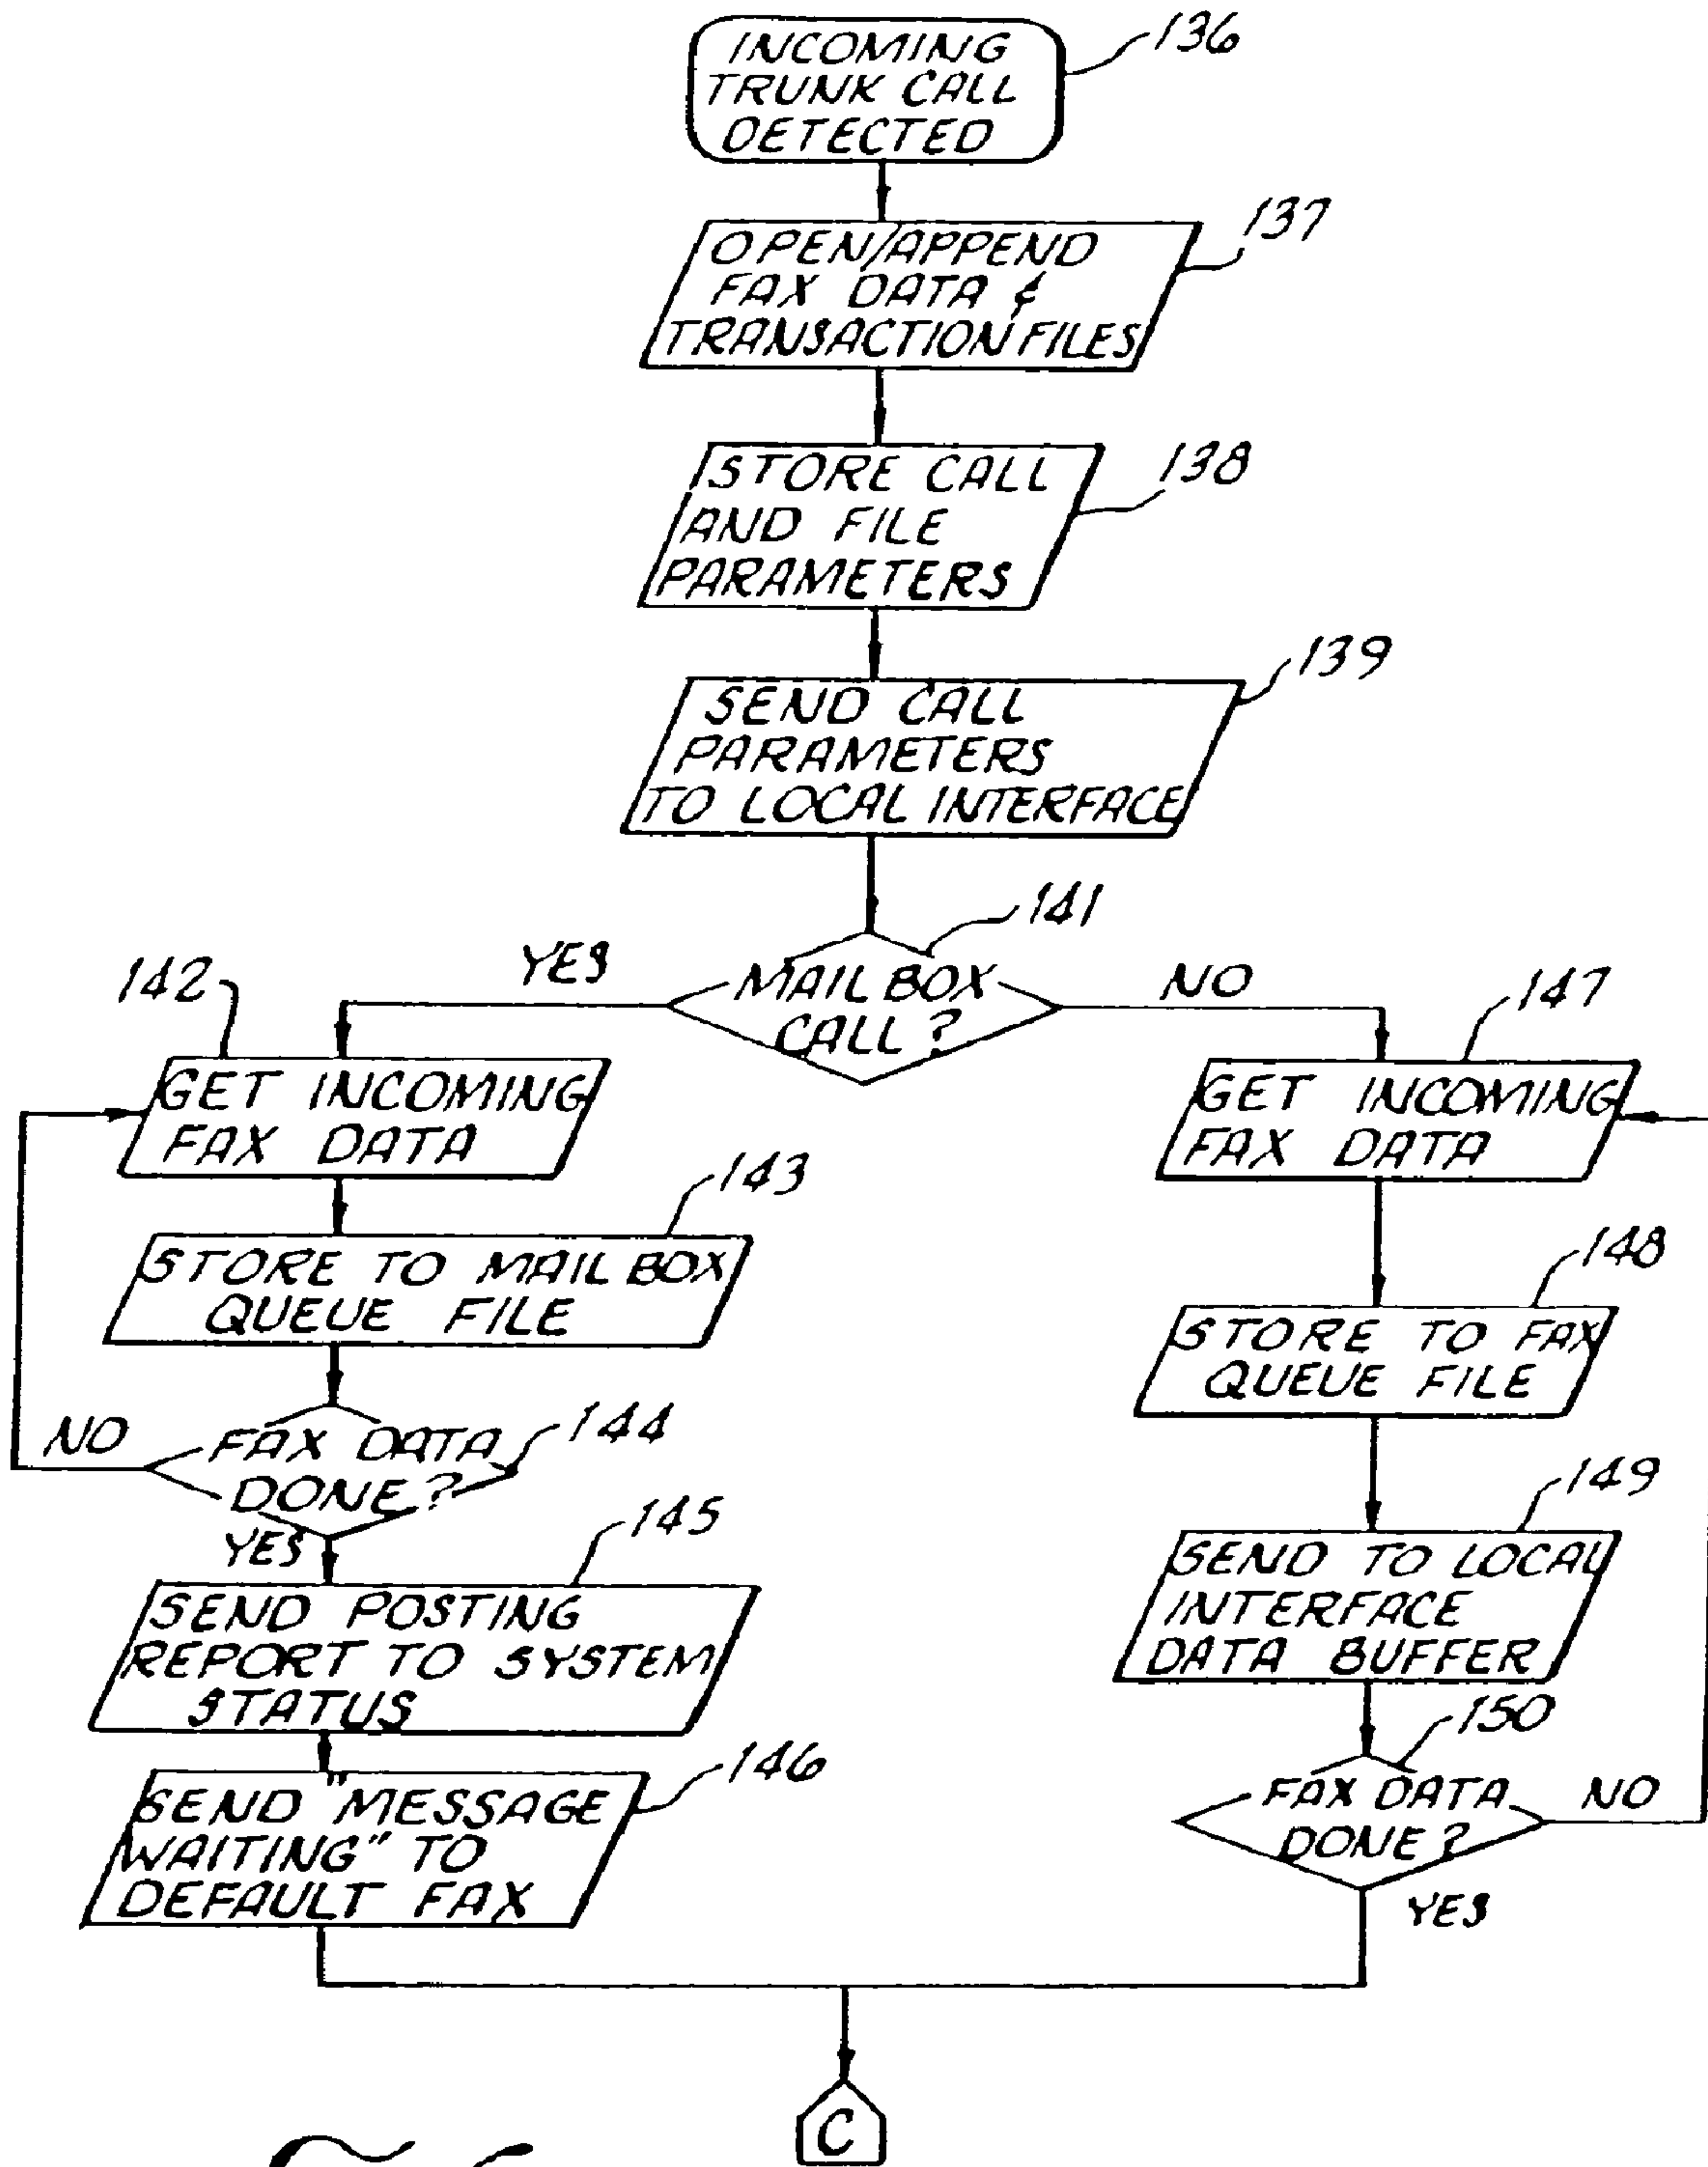 INCOMING
TRUNK CALL
DETECTED
136
OPEN/APPEND
FAX DATA &
TRANSACTION FILES
137
STORE CALL
AND FILE
PARAMETERS
138
SEND CALL
PARAMETERS
TO LOCAL INTERFACE
139
MAIL BOX
CALL?
141
YES
NO
142
GET INCOMING
FAX DATA
143
STORE TO MAIL BOX
QUEUE FILE
FAX DATA
DONE?
144
NO
YES
145
SEND POSTING
REPORT TO SYSTEM
STATUS
146
SEND "MESSAGE
WAITING" TO
DEFAULT FAX
147
GET INCOMING
FAX DATA
148
STORE TO FAX
QUEUE FILE
149
SEND TO LOCAL
INTERFACE
DATA BUFFER
150
FAX DATA
DONE?
NO
YES
C